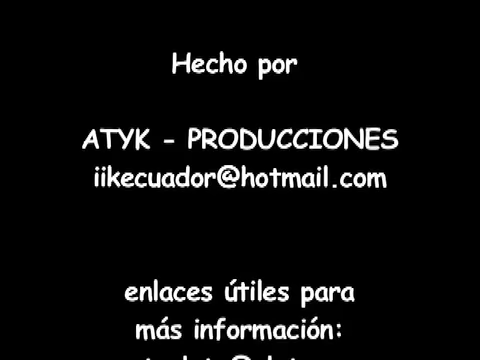 Hecho por
ATYK - PRODUCCIONES
iikecuador@hotmail.com
enlaces útiles para
más información: